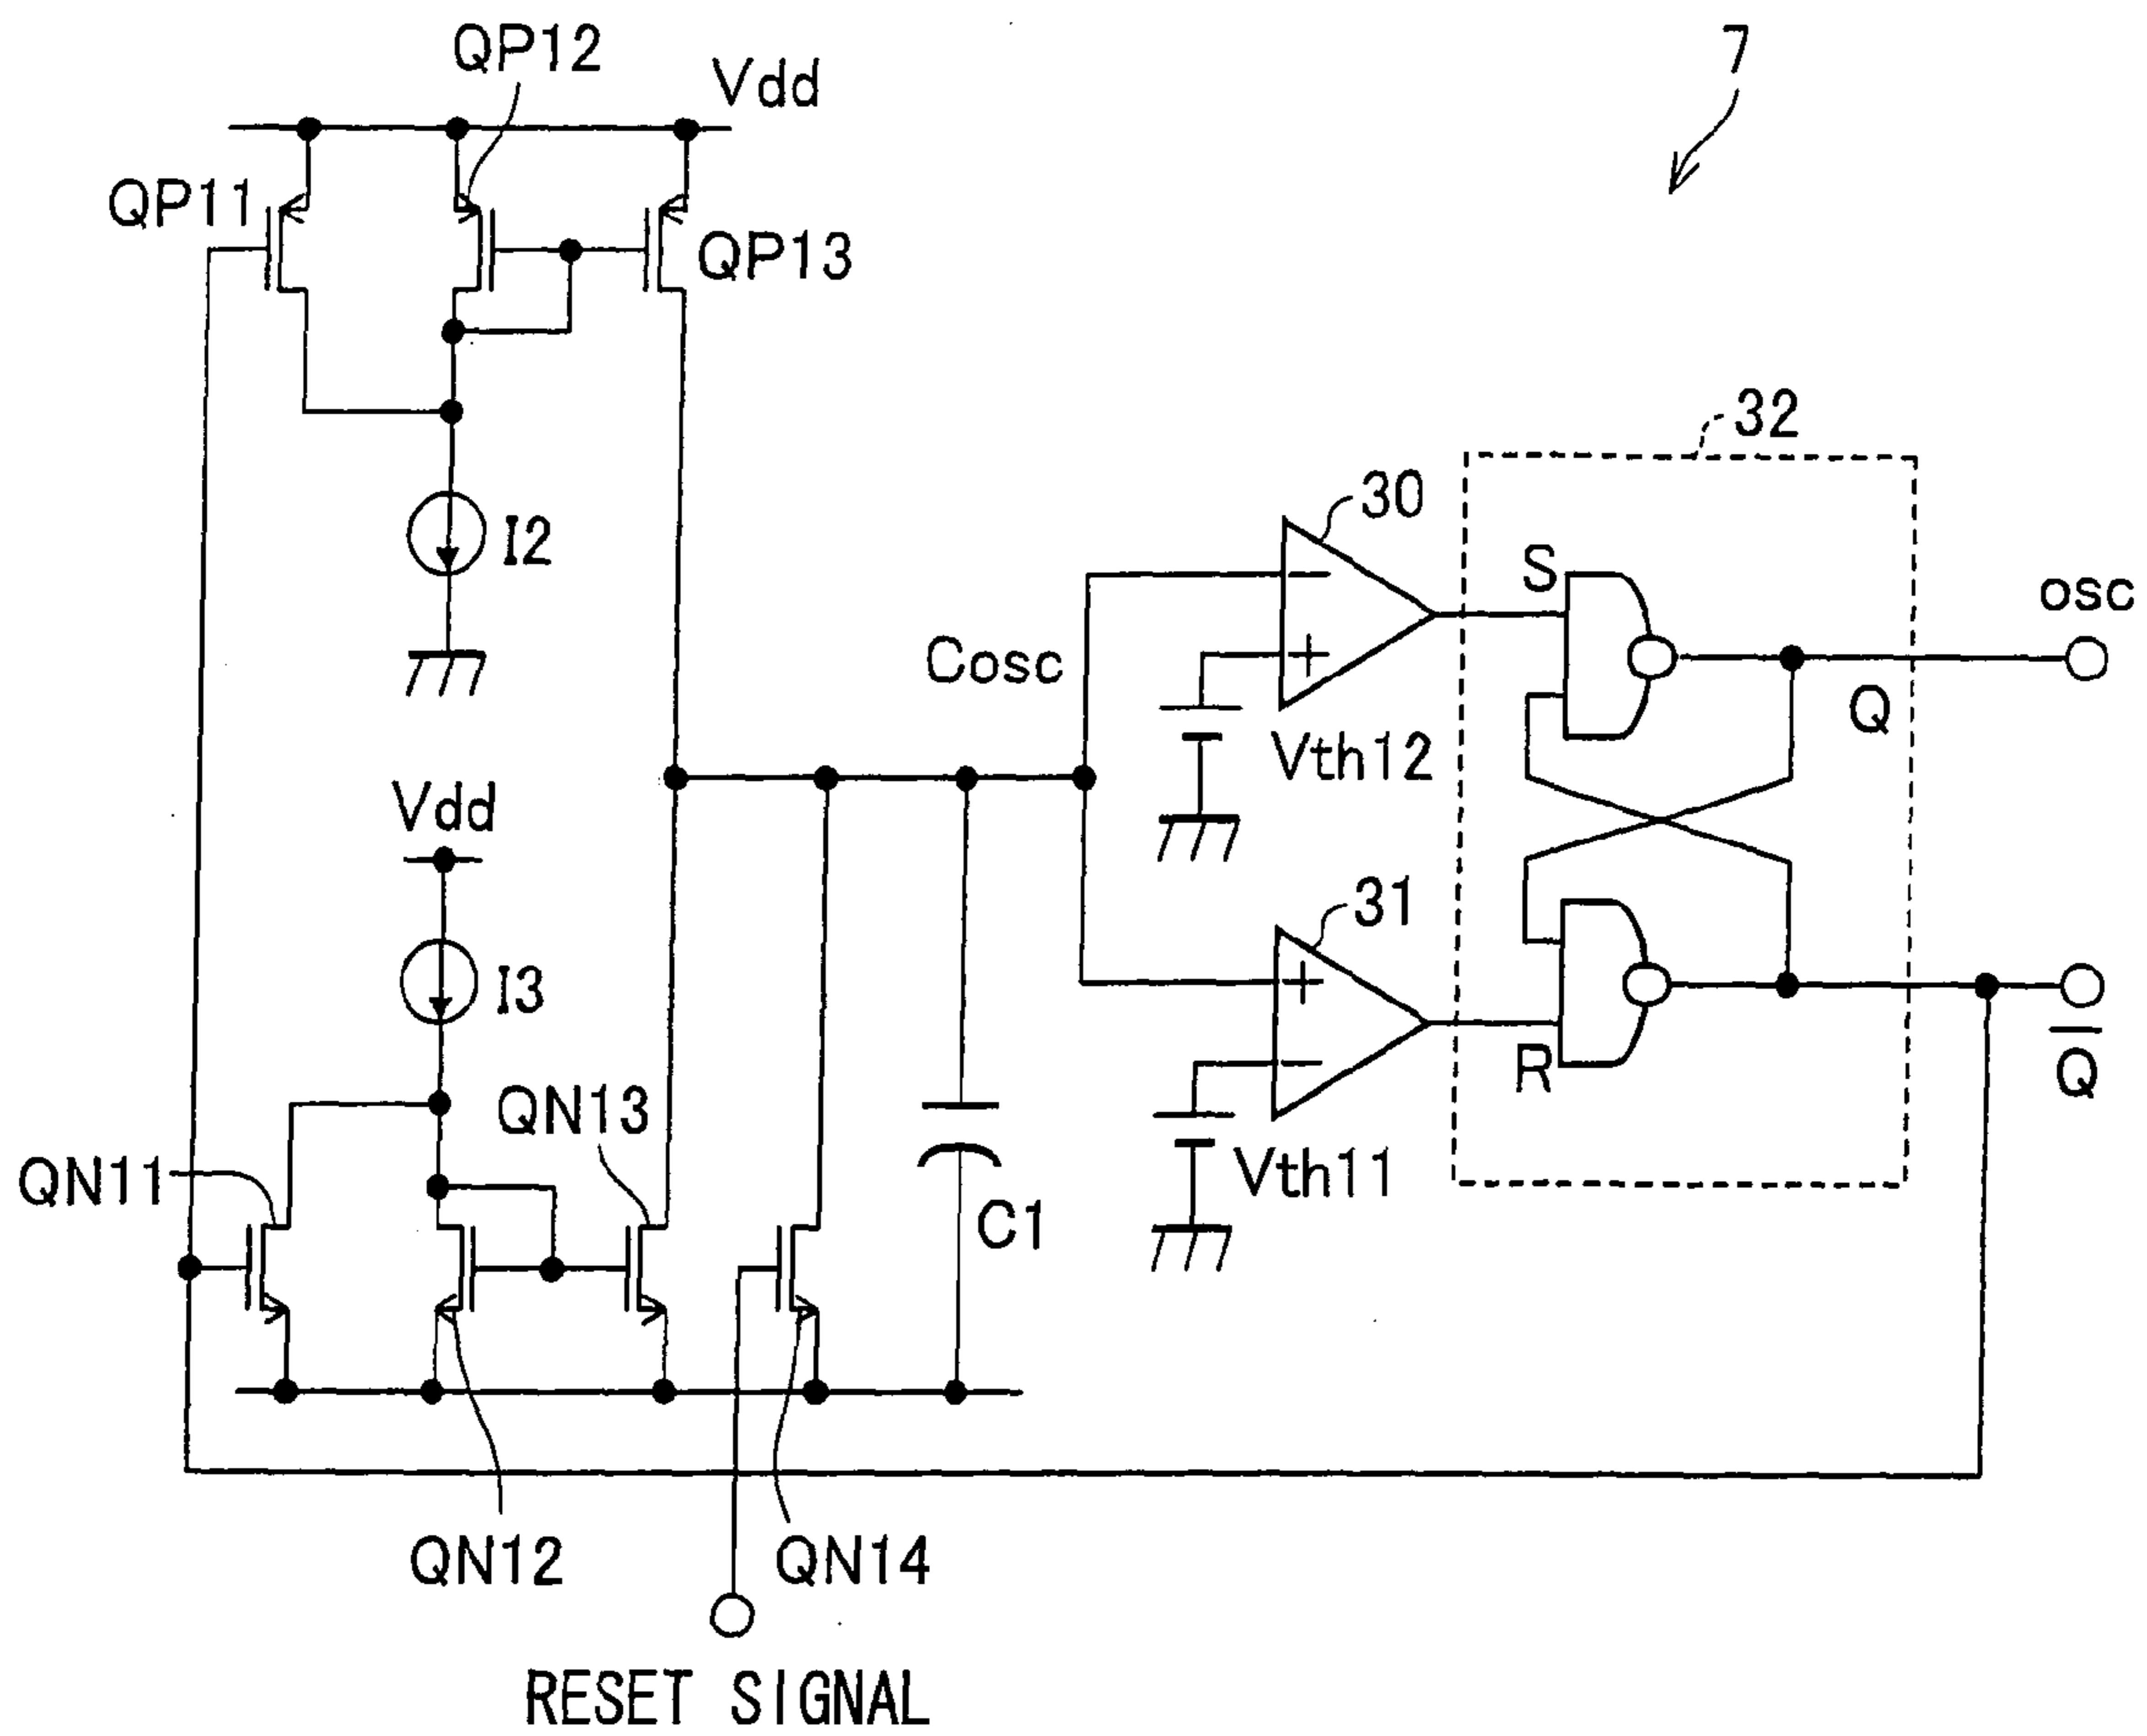 7
QP12
Vdd
QP11
QP13
I2
32
30
S
osc
Cosc
+
Q
Vth12
Vdd
31
I3
+
R
Q
QN13
Vth11
QN11
C1
QN12
QN14
RESET SIGNAL